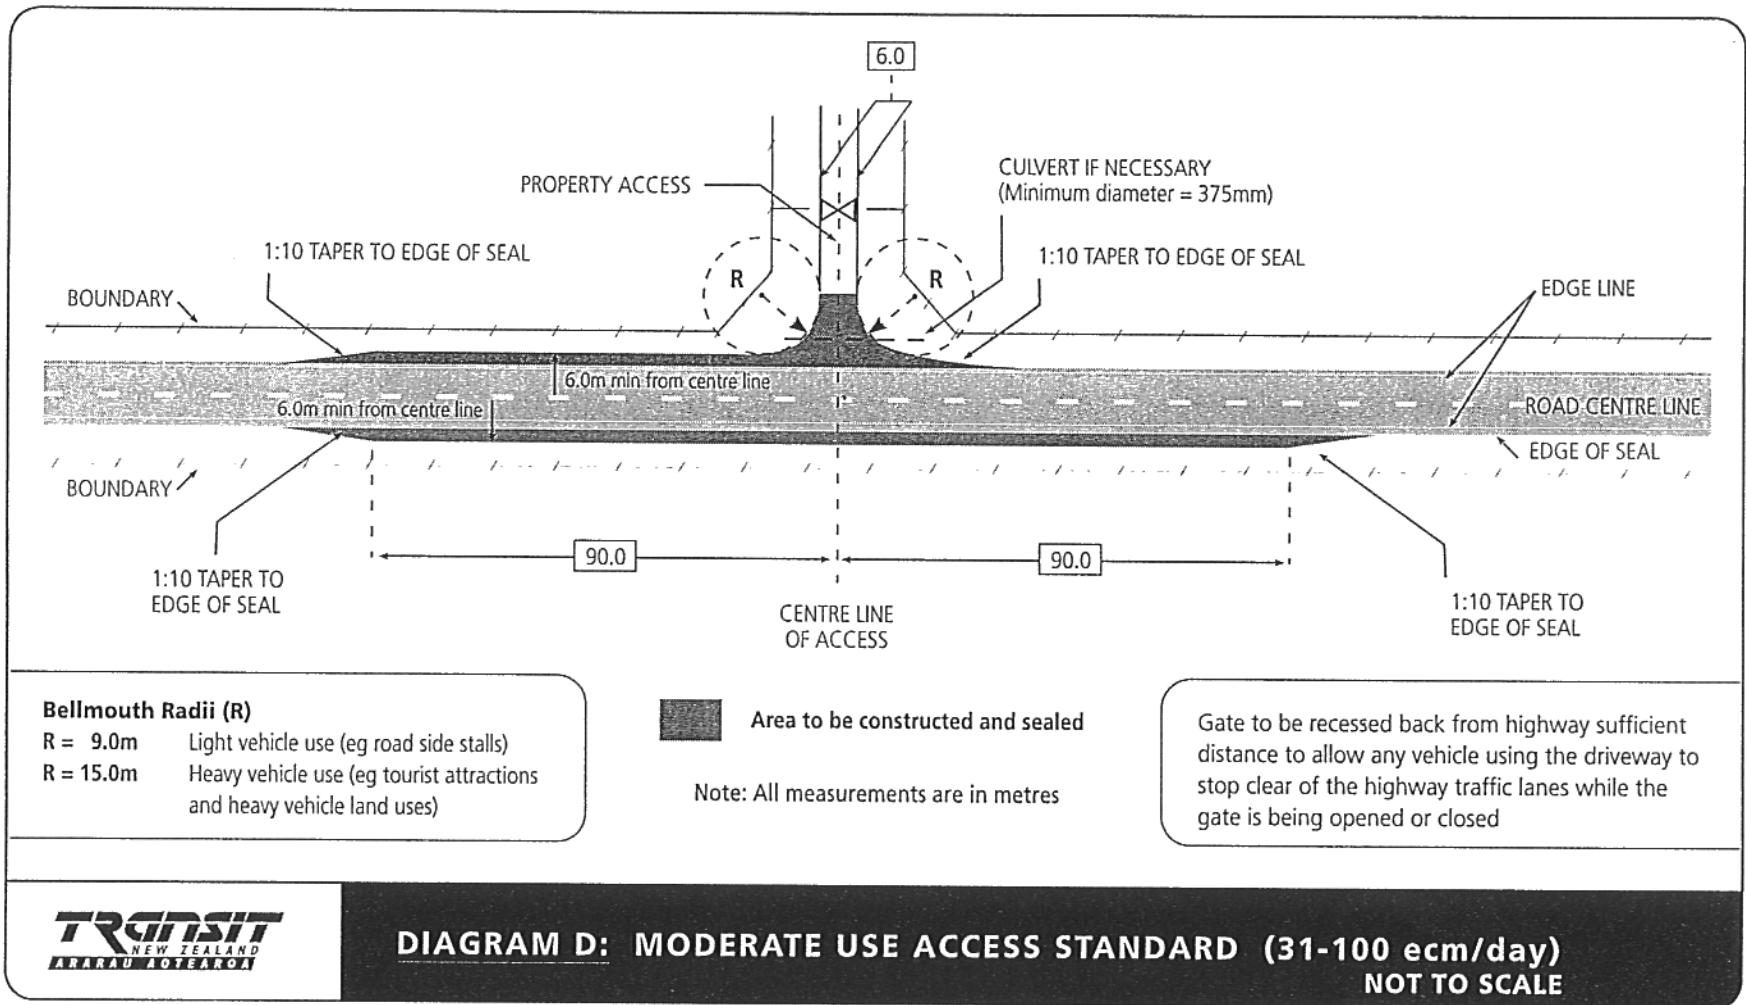 6.0
PROPERTY ACCESS
CULVERT IF NECESSARY
(Minimum diameter = 375mm)
1:10 TAPER TO EDGE OF SEAL
1:10 TAPER TO EDGE OF SEAL
R
R
BOUNDARY
EDGE LINE
6.0m min from centre line
6.0m min from centre line
ROAD CENTRE LINE
EDGE OF SEAL
BOUNDARY
90.0
90.0
1:10 TAPER TO
EDGE OF SEAL
CENTRE LINE
OF ACCESS
1:10 TAPER TO
EDGE OF SEAL
Bellmouth Radii (R)
R = 9.0m Light vehicle use (eg road side stalls)
R = 15.0m Heavy vehicle use (eg tourist attractions
and heavy vehicle land uses)
Area to be constructed and sealed
Note: All measurements are in metres
Gate to be recessed back from highway sufficient
distance to allow any vehicle using the driveway to
stop clear of the highway traffic lanes while the
gate is being opened or closed
TRANSIT
NEW ZEALAND
ARARAU AOTEAROA
DIAGRAM D: MODERATE USE ACCESS STANDARD (31-100 ecm/day)
NOT TO SCALE